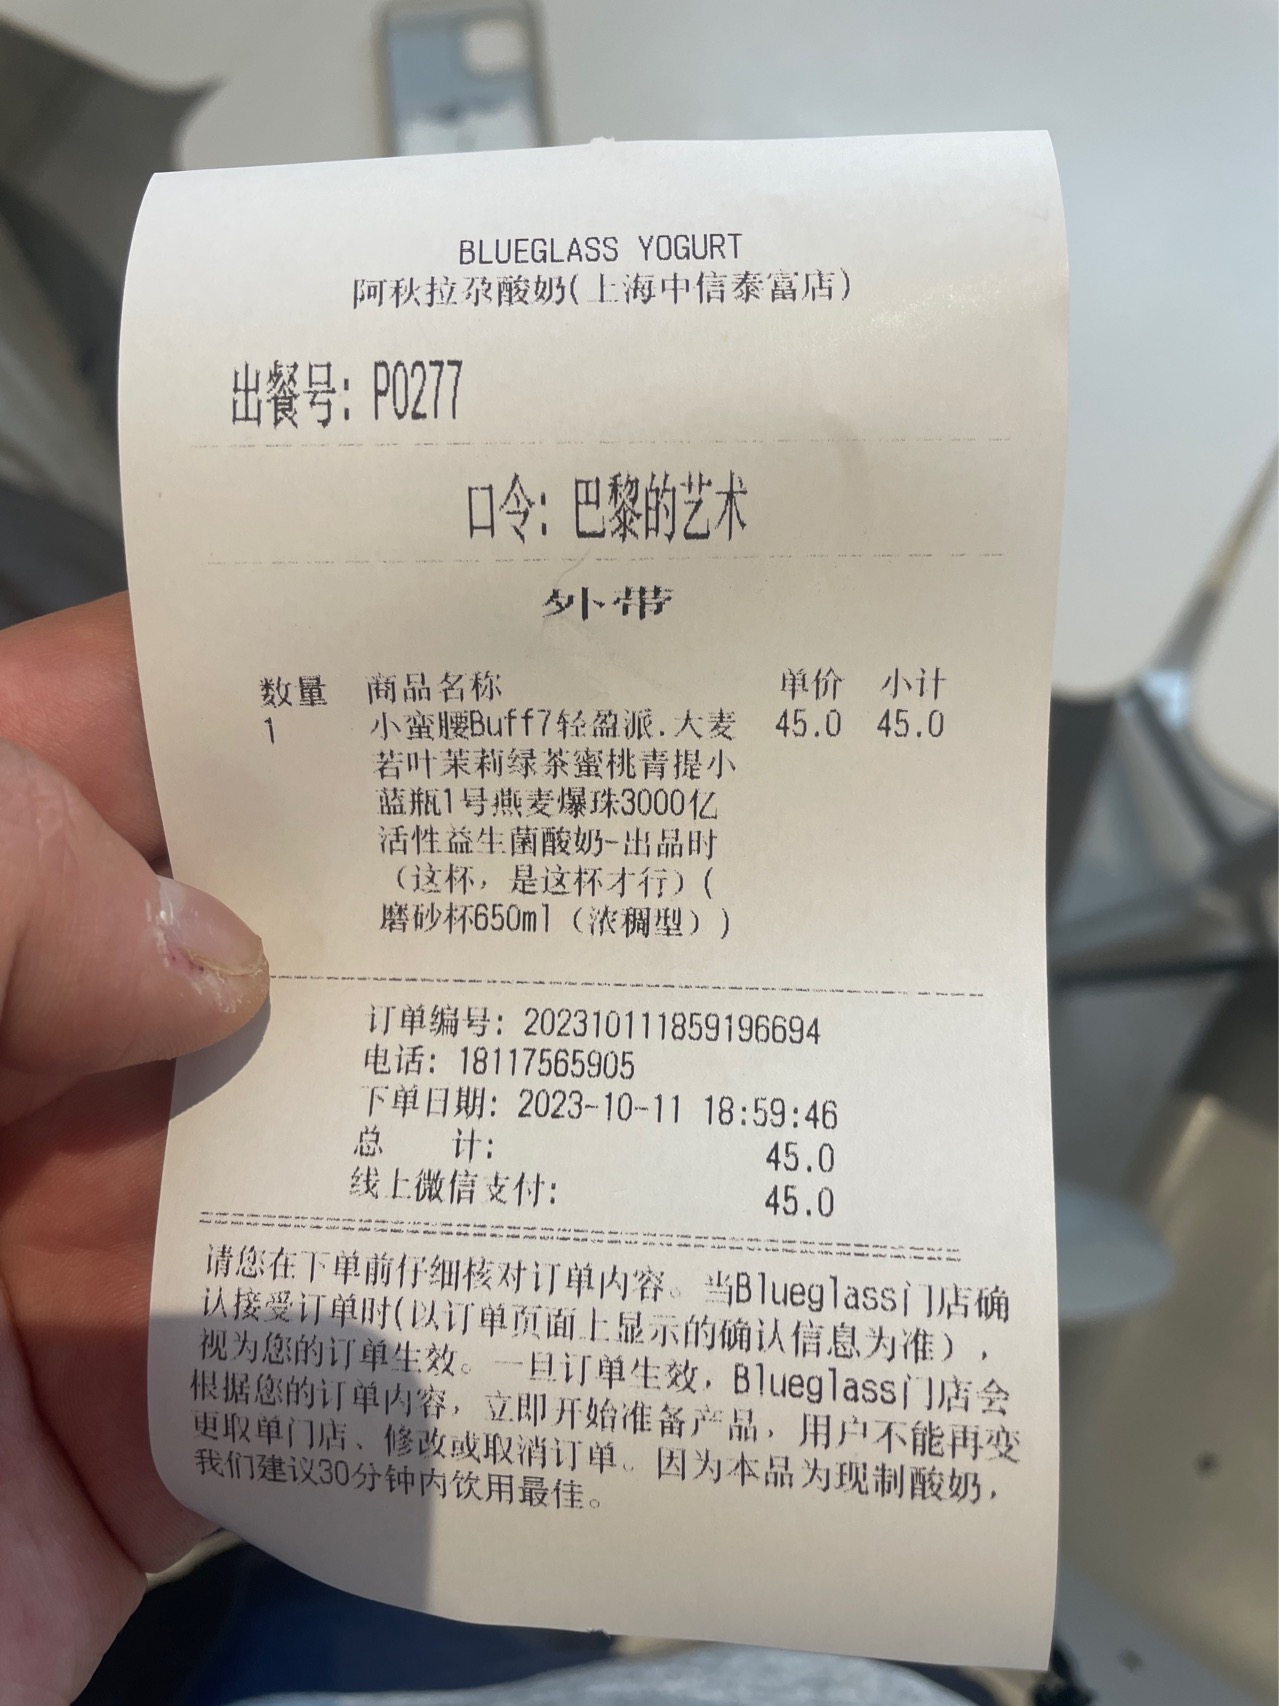 BLUEGLASS YOGURT
阿秋拉尕酸奶(上海中信泰富店)
出餐号: P0277
口令: 巴黎的艺术
外带
数量 商品名称 单价 小计
1 小蛮腰Buff7轻盈派.大麦 45.0 45.0
若叶茉莉绿茶蜜桃青提小
蓝瓶1号燕麦爆珠3000亿
活性益生菌酸奶-出品时
（这杯，是这杯才行）(
磨砂杯650ml（浓稠型）)
订单编号: 202310111859196694
电话: 18117565905
下单日期: 2023-10-11 18:59:46
总 计: 45.0
线上微信支付: 45.0
请您在下单前仔细核对订单内容。当Blueglass门店确
认接受订单时(以订单页面上显示的确认信息为准)，
视为您的订单生效。一旦订单生效，Blueglass门店会
根据您的订单内容，立即开始准备产品，用户不能再变
更取单门店、修改或取消订单。因为本品为现制酸奶，
我们建议30分钟内饮用最佳。